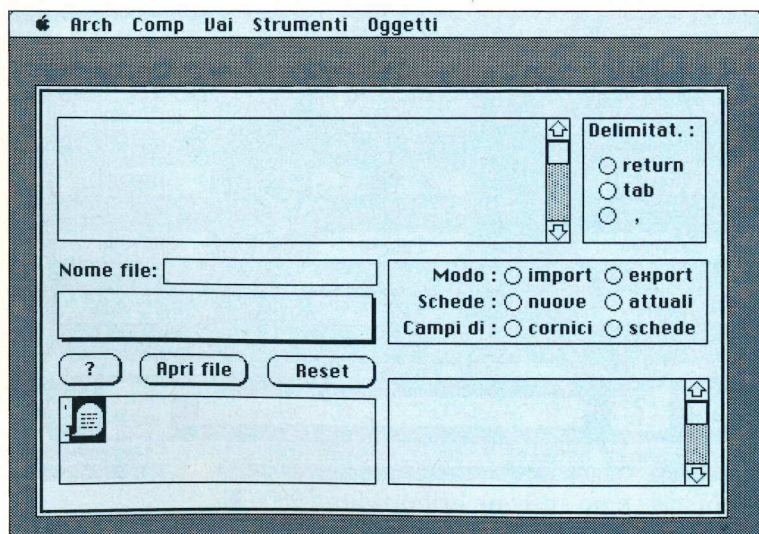 Arch Comp Vai Strumenti Oggetti
Delimitat. :
return
tab
,
Nome file:
Modo : import export
Schede : nuove attuali
Campi di : cornici schede
? Apri file Reset